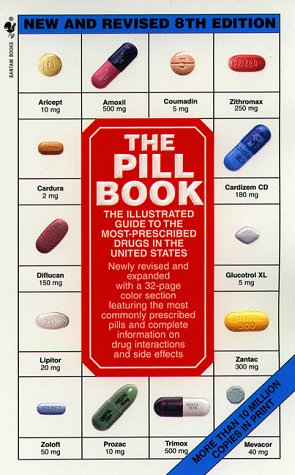 BANTAM BOOKS
NEW AND REVISED 8TH EDITION
10
5
PFIZER
Aricept
10 mg
Amoxil
500 mg
Coumadin
5 mg
Zithromax
250 mg
Cardura
2 mg
Cardizem CD
180 mg
THE
PILL
BOOK
THE ILLUSTRATED
GUIDE TO THE
MOST-PRESCRIBED
DRUGS IN THE
UNITED STATES
Newly revised and
expanded
with a 32-page
color section
featuring the most
commonly prescribed
pills and complete
information on
drug interactions
and side effects
Diflucan
150 mg
Glucotrol XL
5 mg
20
Lipitor
20 mg
300
Zantac
300 mg
Zoloft
50 mg
Prozac
10 mg
Trimox
500 mg
Mevacor
40 mg
MORE THAN 10 MILLION
COPIES IN PRINT